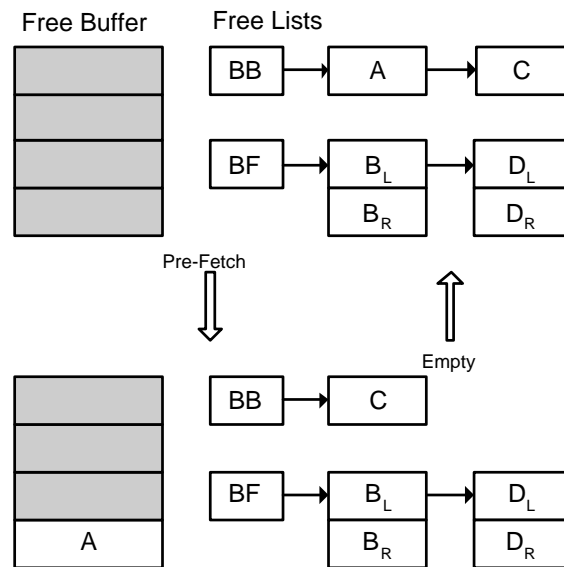 Free Buffer Free Lists
BB A C
BF B_L D_L
B_R D_R
Pre-Fetch
Empty
BB C
BF B_L D_L
A B_R D_R